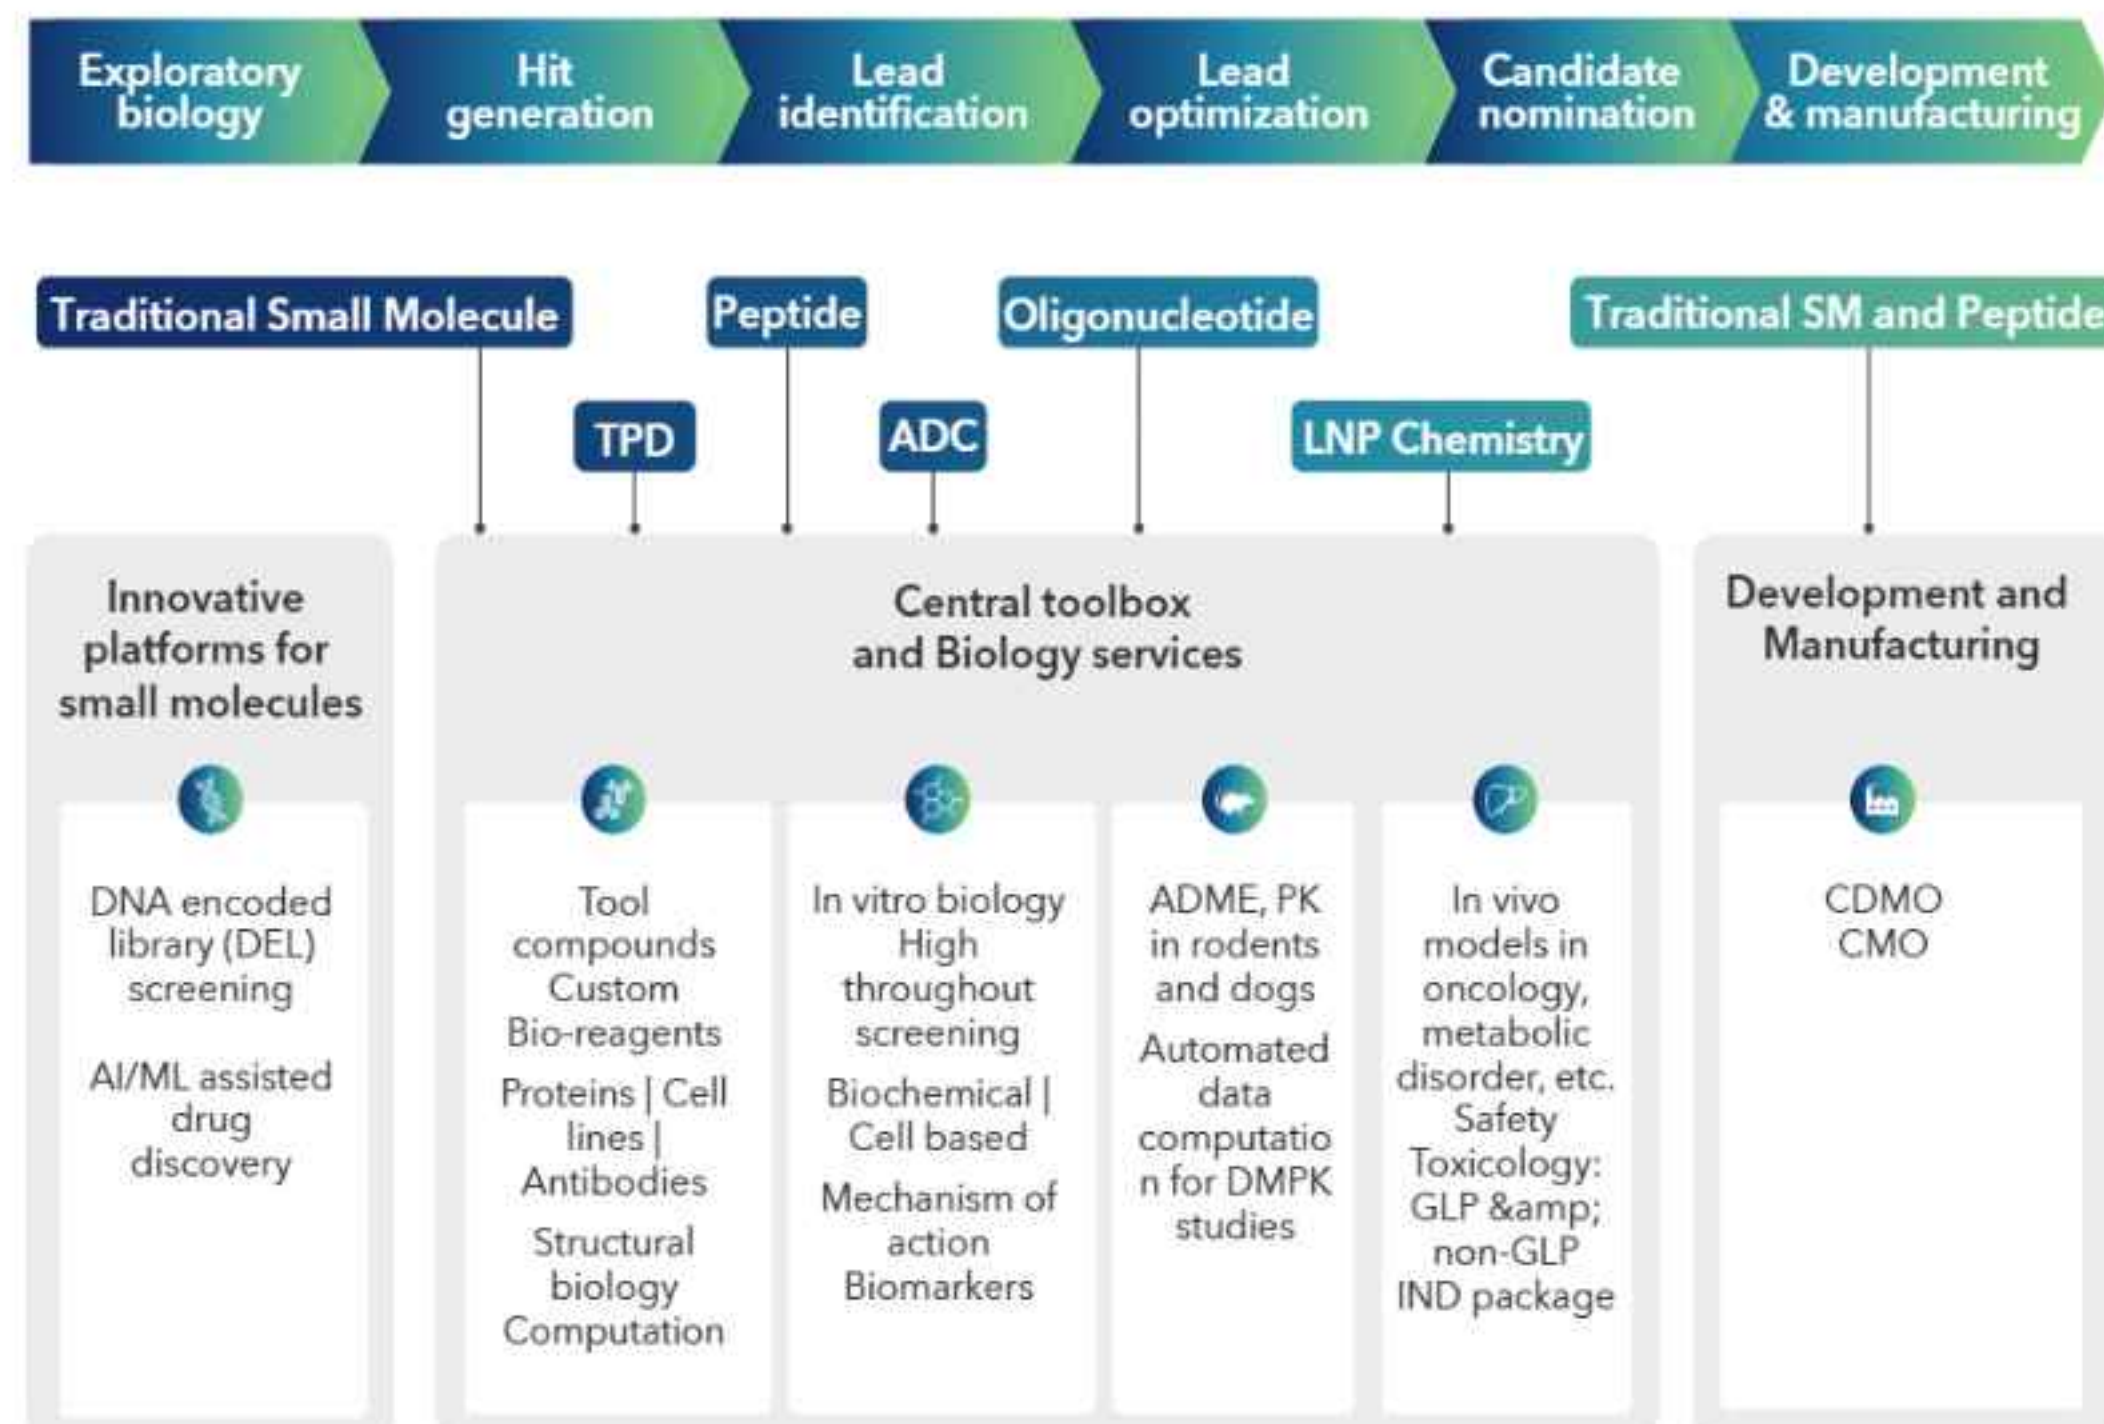 Exploratory
biology
Hit
generation
Lead
identification
Lead
optimization
Candidate
nomination
Development
& manufacturing
Traditional Small Molecule
Peptide
Oligonucleotide
Traditional SM and Peptide
TPD
ADC
LNP Chemistry
Innovative
platforms for
small molecules
DNA encoded
library (DEL)
screening
AI/ML assisted
drug
discovery
Central toolbox
and Biology services
Tool
compounds
Custom
Bio-reagents
Proteins | Cell
lines |
Antibodies
Structural
biology
Computation
In vitro biology
High
throughout
screening
Biochemical |
Cell based
Mechanism of
action
Biomarkers
ADME, PK
in rodents
and dogs
Automated
data
computatio
n for DMPK
studies
In vivo
models in
oncology,
metabolic
disorder, etc.
Safety
Toxicology:
GLP &amp;
non-GLP
IND package
Development and
Manufacturing
CDMO
CMO